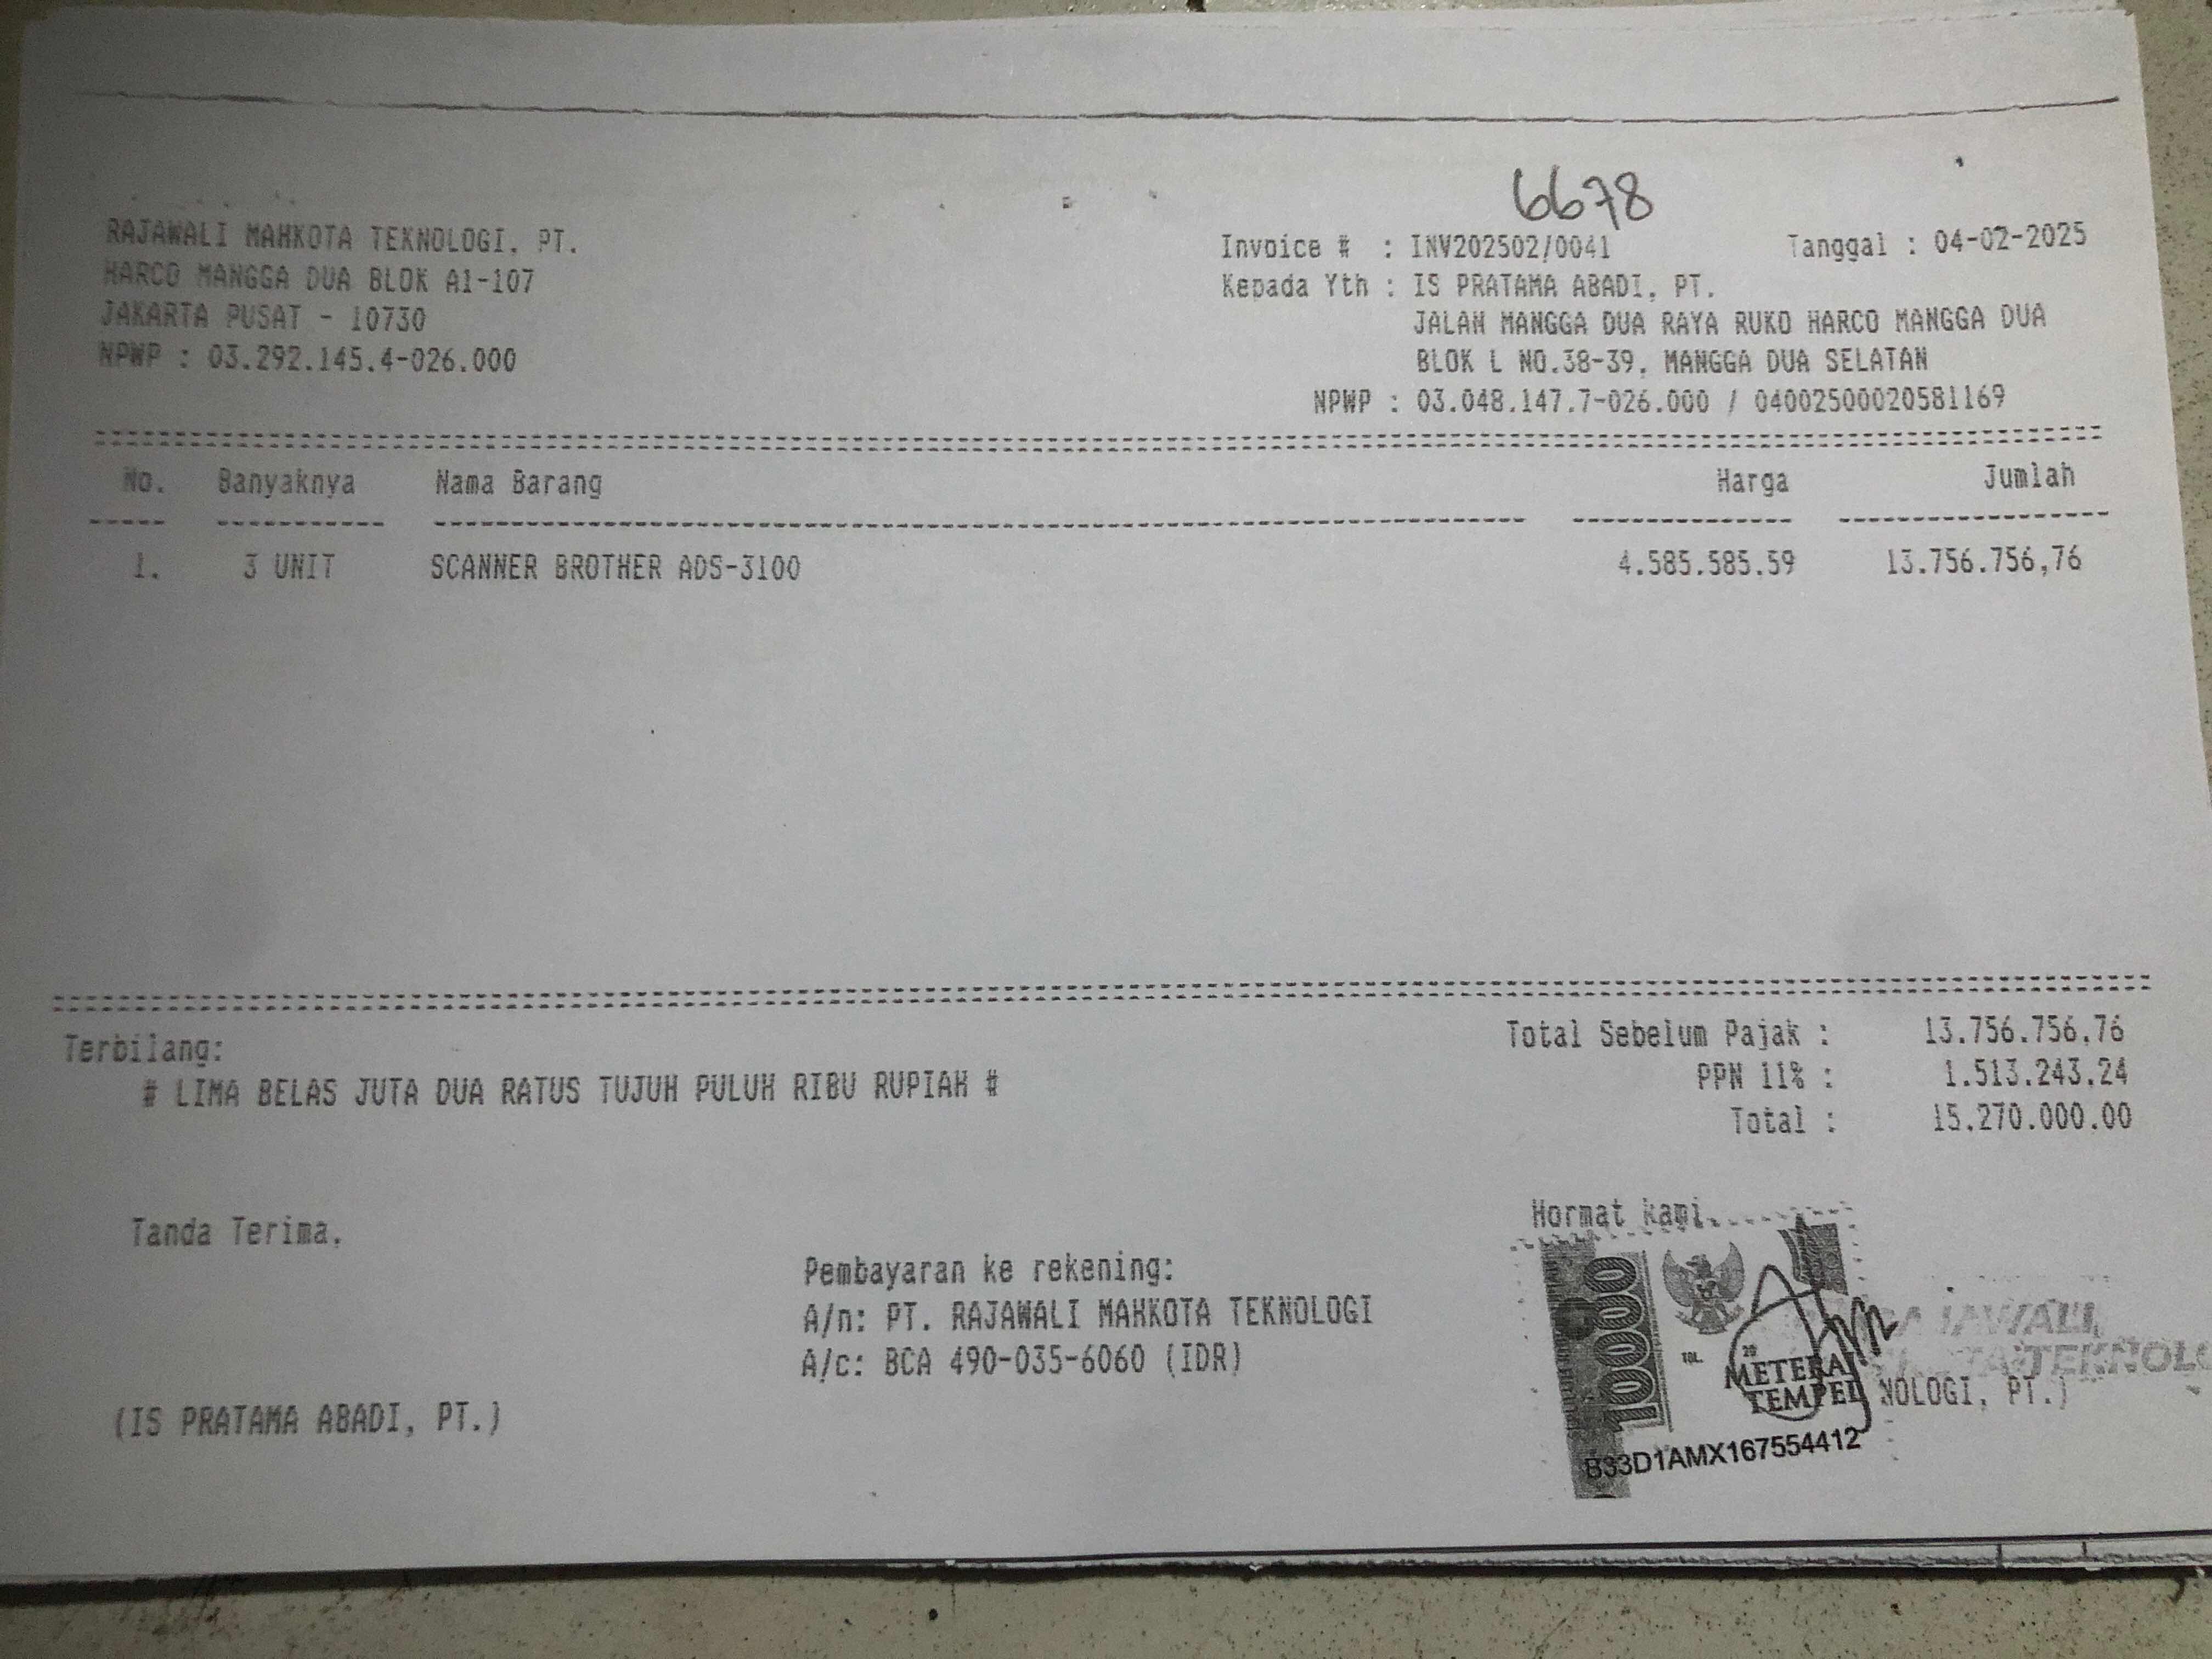 6678
RAJAWALI MAHKOTA TEKNOLOGI, PT.
HARCO MANGGA DUA BLOK A1-107
JAKARTA PUSAT - 10730
NPWP : 03.292.145.4-026.000
Invoice # : INV202502/0041 Tanggal : 04-02-2025
Kepada Yth : IS PRATAMA ABADI, PT.
JALAN MANGGA DUA RAYA RUKO HARCO MANGGA DUA
BLOK L NO.38-39, MANGGA DUA SELATAN
NPWP : 03.048.147.7-026.000 / 04002500020581169
No. Banyaknya Nama Barang Harga Jumlah
1. 3 UNIT SCANNER BROTHER ADS-3100 4.585.585.59 13.756.756,76
Terbilang:
# LIMA BELAS JUTA DUA RATUS TUJUH PULUH RIBU RUPIAH #
Total Sebelum Pajak : 13.756.756,76
PPN 11% : 1.513.243,24
Total : 15.270.000.00
Tanda Terima,
(IS PRATAMA ABADI, PT.)
Pembayaran ke rekening:
A/n: PT. RAJAWALI MAHKOTA TEKNOLOGI
A/c: BCA 490-035-6060 (IDR)
Hormat kami,
10000
TGL. 20
METERAI
TEMPEL
B33D1AMX167554412
NOLOGI, PT.)